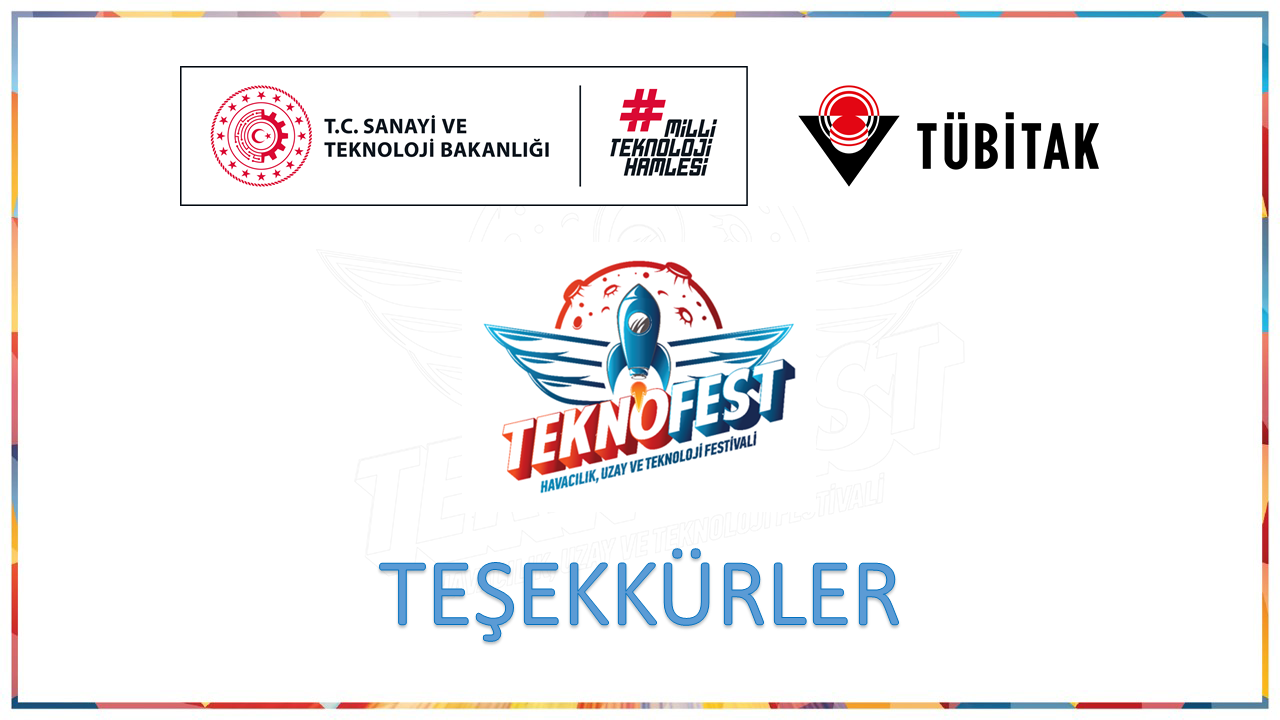 T.C. SANAYİ VE
TEKNOLOJİ BAKANLIĞI
#MİLLİ
TEKNOLOJİ
HAMLESİ
TÜBİTAK
TEKNOFEST
HAVACILIK, UZAY VE TEKNOLOJİ FESTİVALİ
TEŞEKKÜRLER